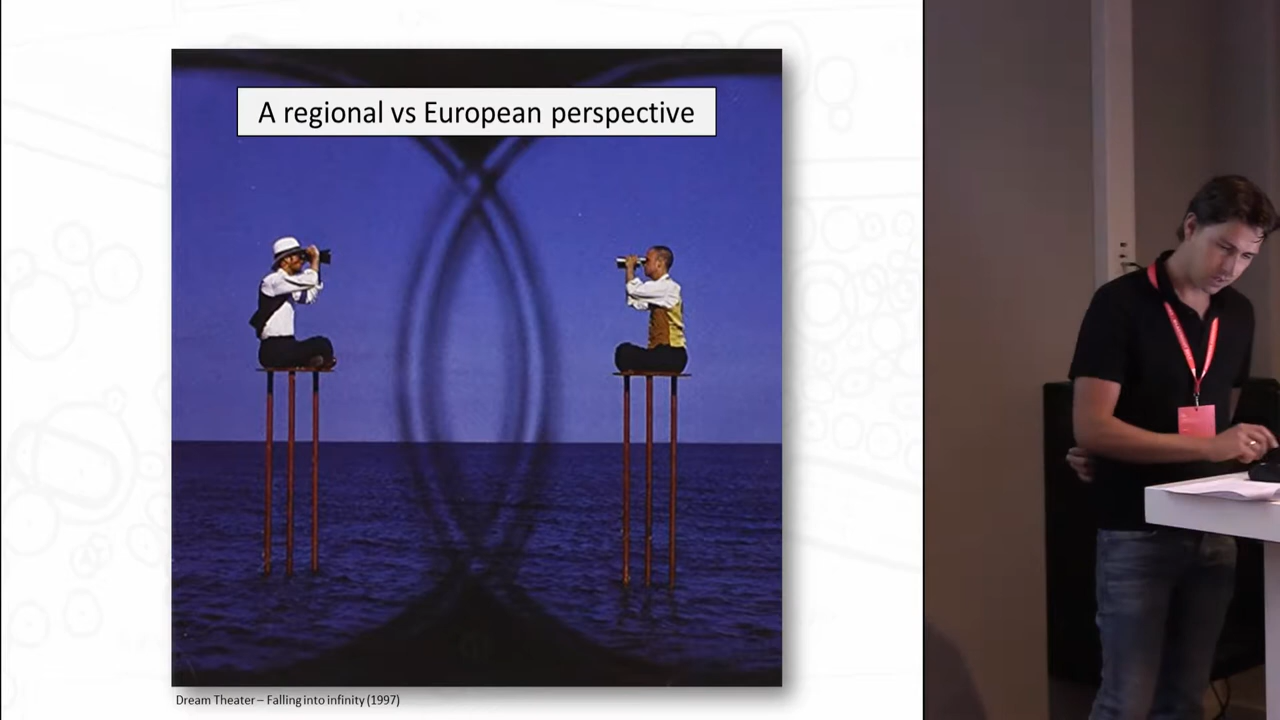 A regional vs European perspective
Dream Theater – Falling into infinity (1997)